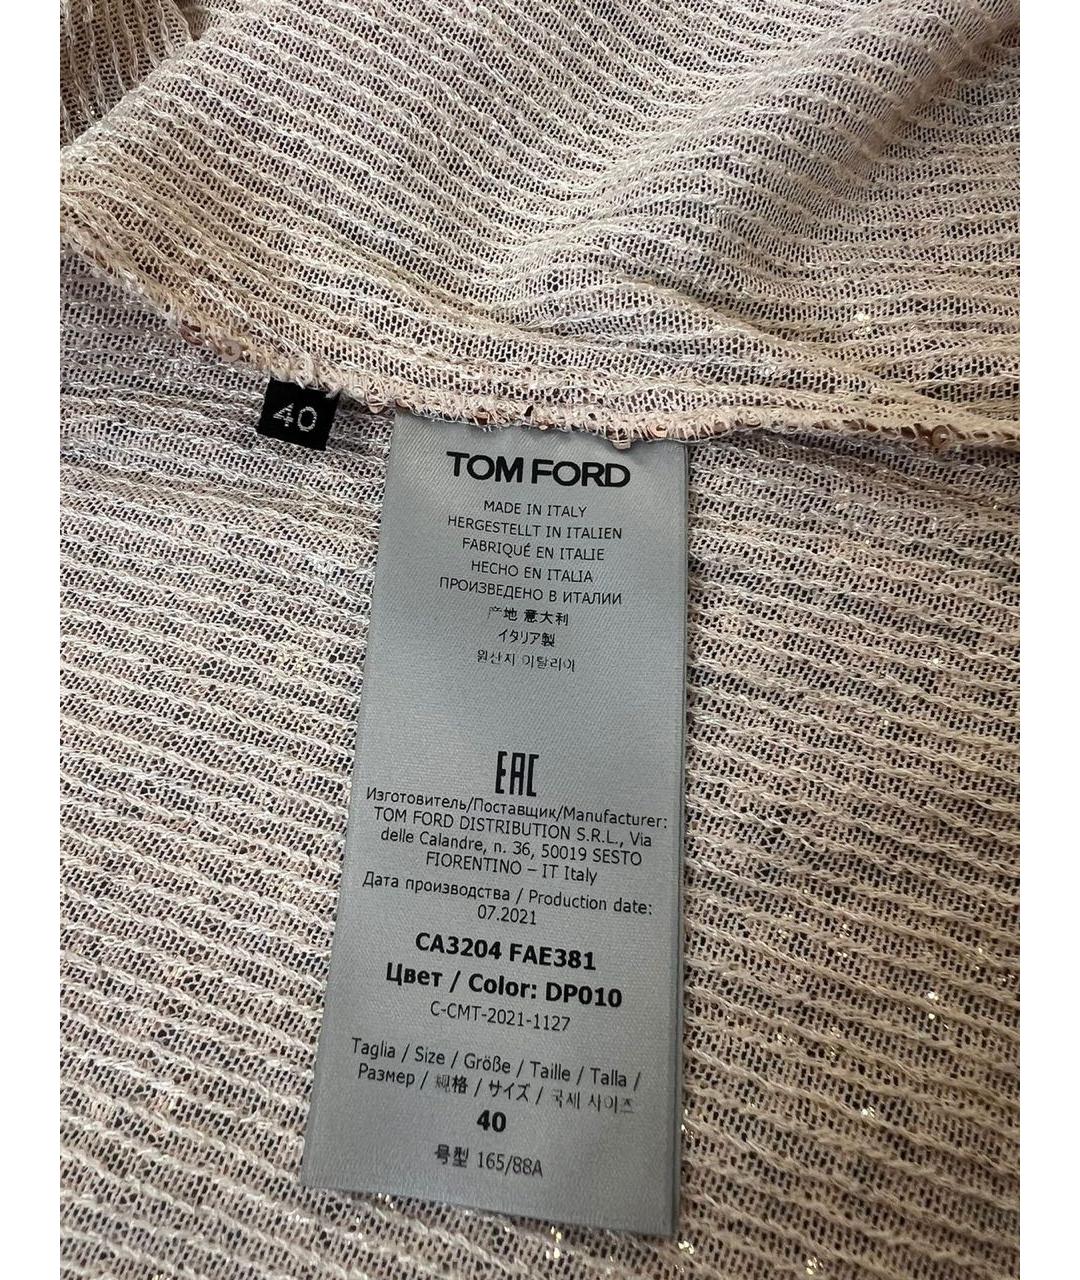 40
TOM FORD
MADE IN ITALY
HERGESTELLT IN ITALIEN
FABRIQUÉ EN ITALIE
HECHO EN ITALIA
ПРОИЗВЕДЕНО В ИТАЛИИ
产地 意大利
イタリア製
원산지 이탈리아
EAC
Изготовитель/Поставщик/Manufacturer:
TOM FORD DISTRIBUTION S.R.L., Via
delle Calandre, n. 36, 50019 SESTO
FIORENTINO – IT Italy
Дата производства / Production date:
07.2021
CA3204 FAE381
Цвет / Color: DP010
C-CMT-2021-1127
Taglia / Size / Größe / Taille / Talla /
Размер / 规格 / サイズ / 국세 사이즈
40
号型 165/88A